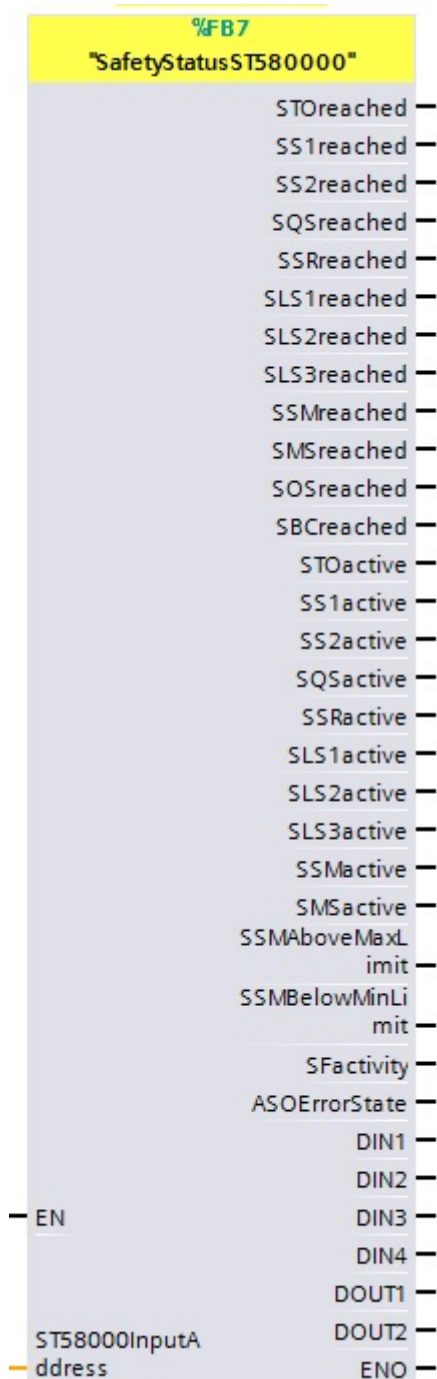 %FB7
"SafetyStatusST580000"
STOreached
SS1reached
SS2reached
SQSreached
SSRreached
SLS1reached
SLS2reached
SLS3reached
SSMreached
SMSreached
SOSreached
SBCreached
STOactive
SS1active
SS2active
SQSactive
SSRactive
SLS1active
SLS2active
SLS3active
SSMactive
SMSactive
SSMAboveMaxL
imit
SSMBelowMinLi
mit
SFactivity
ASOErrorState
DIN1
DIN2
EN DIN3
DIN4
DOUT1
ST58000InputA DOUT2
ddress ENO